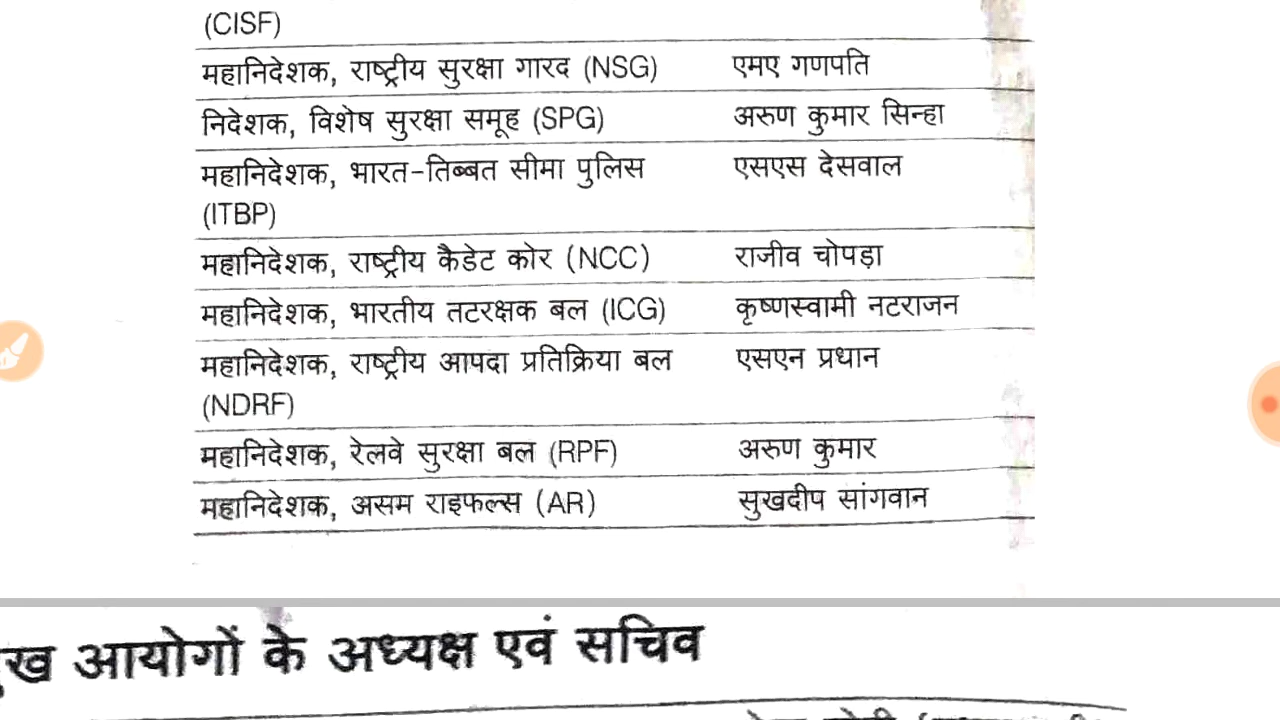 (CISF)
महानिदेशक, राष्ट्रीय सुरक्षा गारद (NSG) एमए गणपति
निदेशक, विशेष सुरक्षा समूह (SPG) अरुण कुमार सिन्हा
महानिदेशक, भारत-तिब्बत सीमा पुलिस एसएस देसवाल
(ITBP)
महानिदेशक, राष्ट्रीय कैडेट कोर (NCC) राजीव चोपड़ा
महानिदेशक, भारतीय तटरक्षक बल (ICG) कृष्णस्वामी नटराजन
महानिदेशक, राष्ट्रीय आपदा प्रतिक्रिया बल एसएन प्रधान
(NDRF)
महानिदेशक, रेलवे सुरक्षा बल (RPF) अरुण कुमार
महानिदेशक, असम राइफल्स (AR) सुखदीप सांगवान
आयोगों के अध्यक्ष एवं सचिव